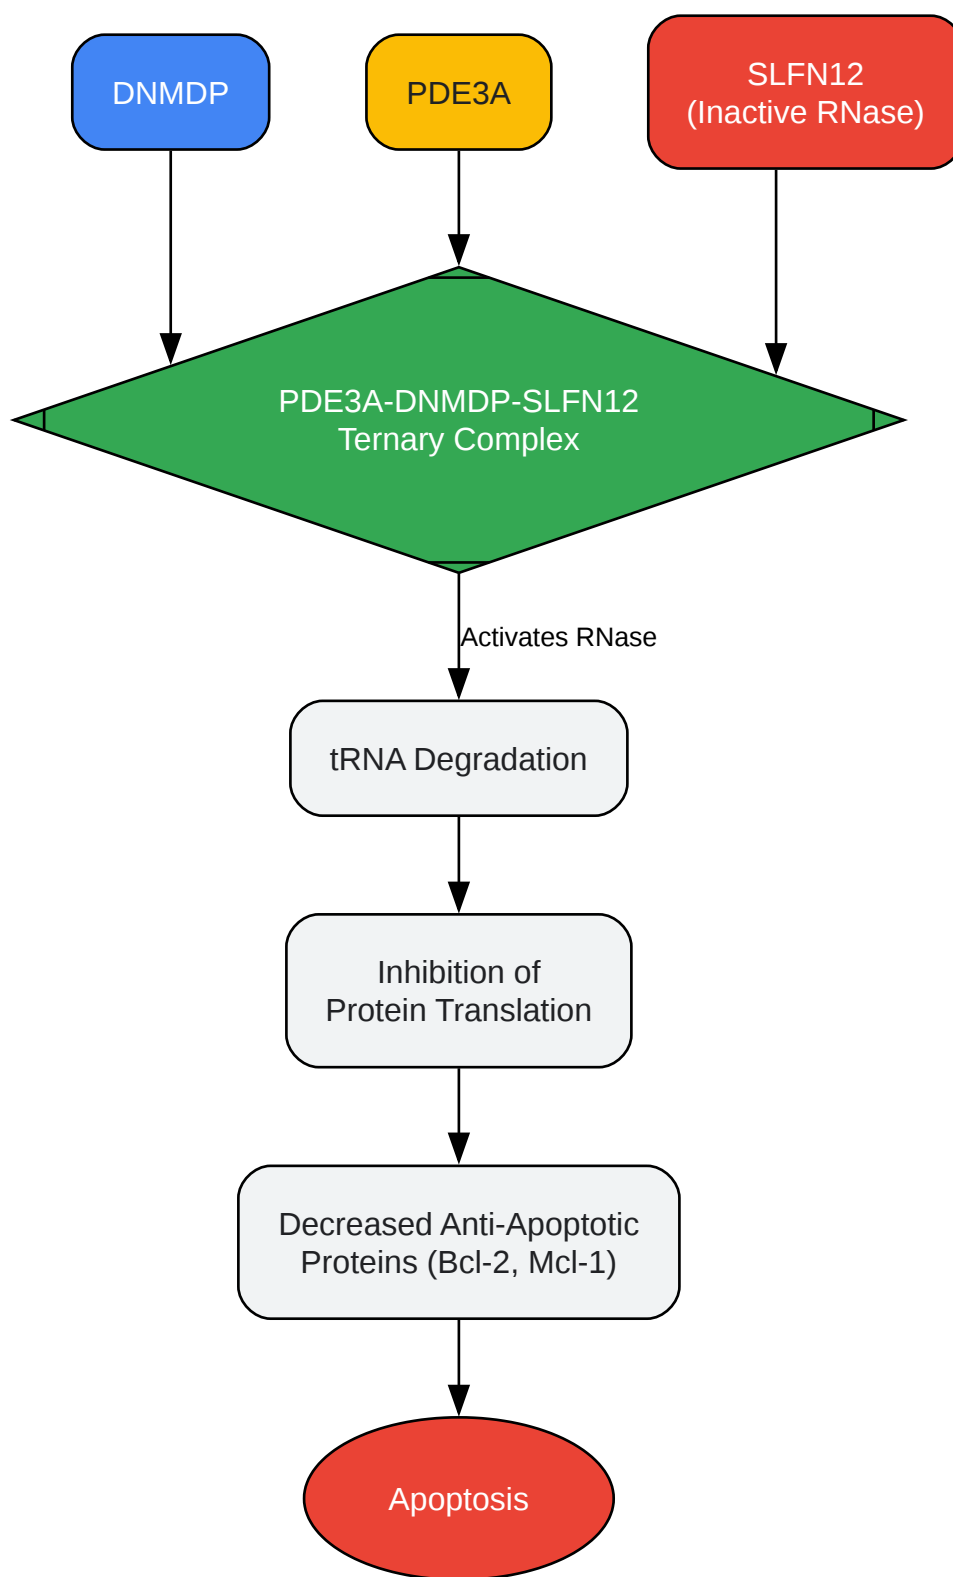 DNMDP
PDE3A
SLFN12
(Inactive RNase)
PDE3A-DNMDP-SLFN12
Ternary Complex
Activates RNase
tRNA Degradation
Inhibition of
Protein Translation
Decreased Anti-Apoptotic
Proteins (Bcl-2, Mcl-1)
Apoptosis